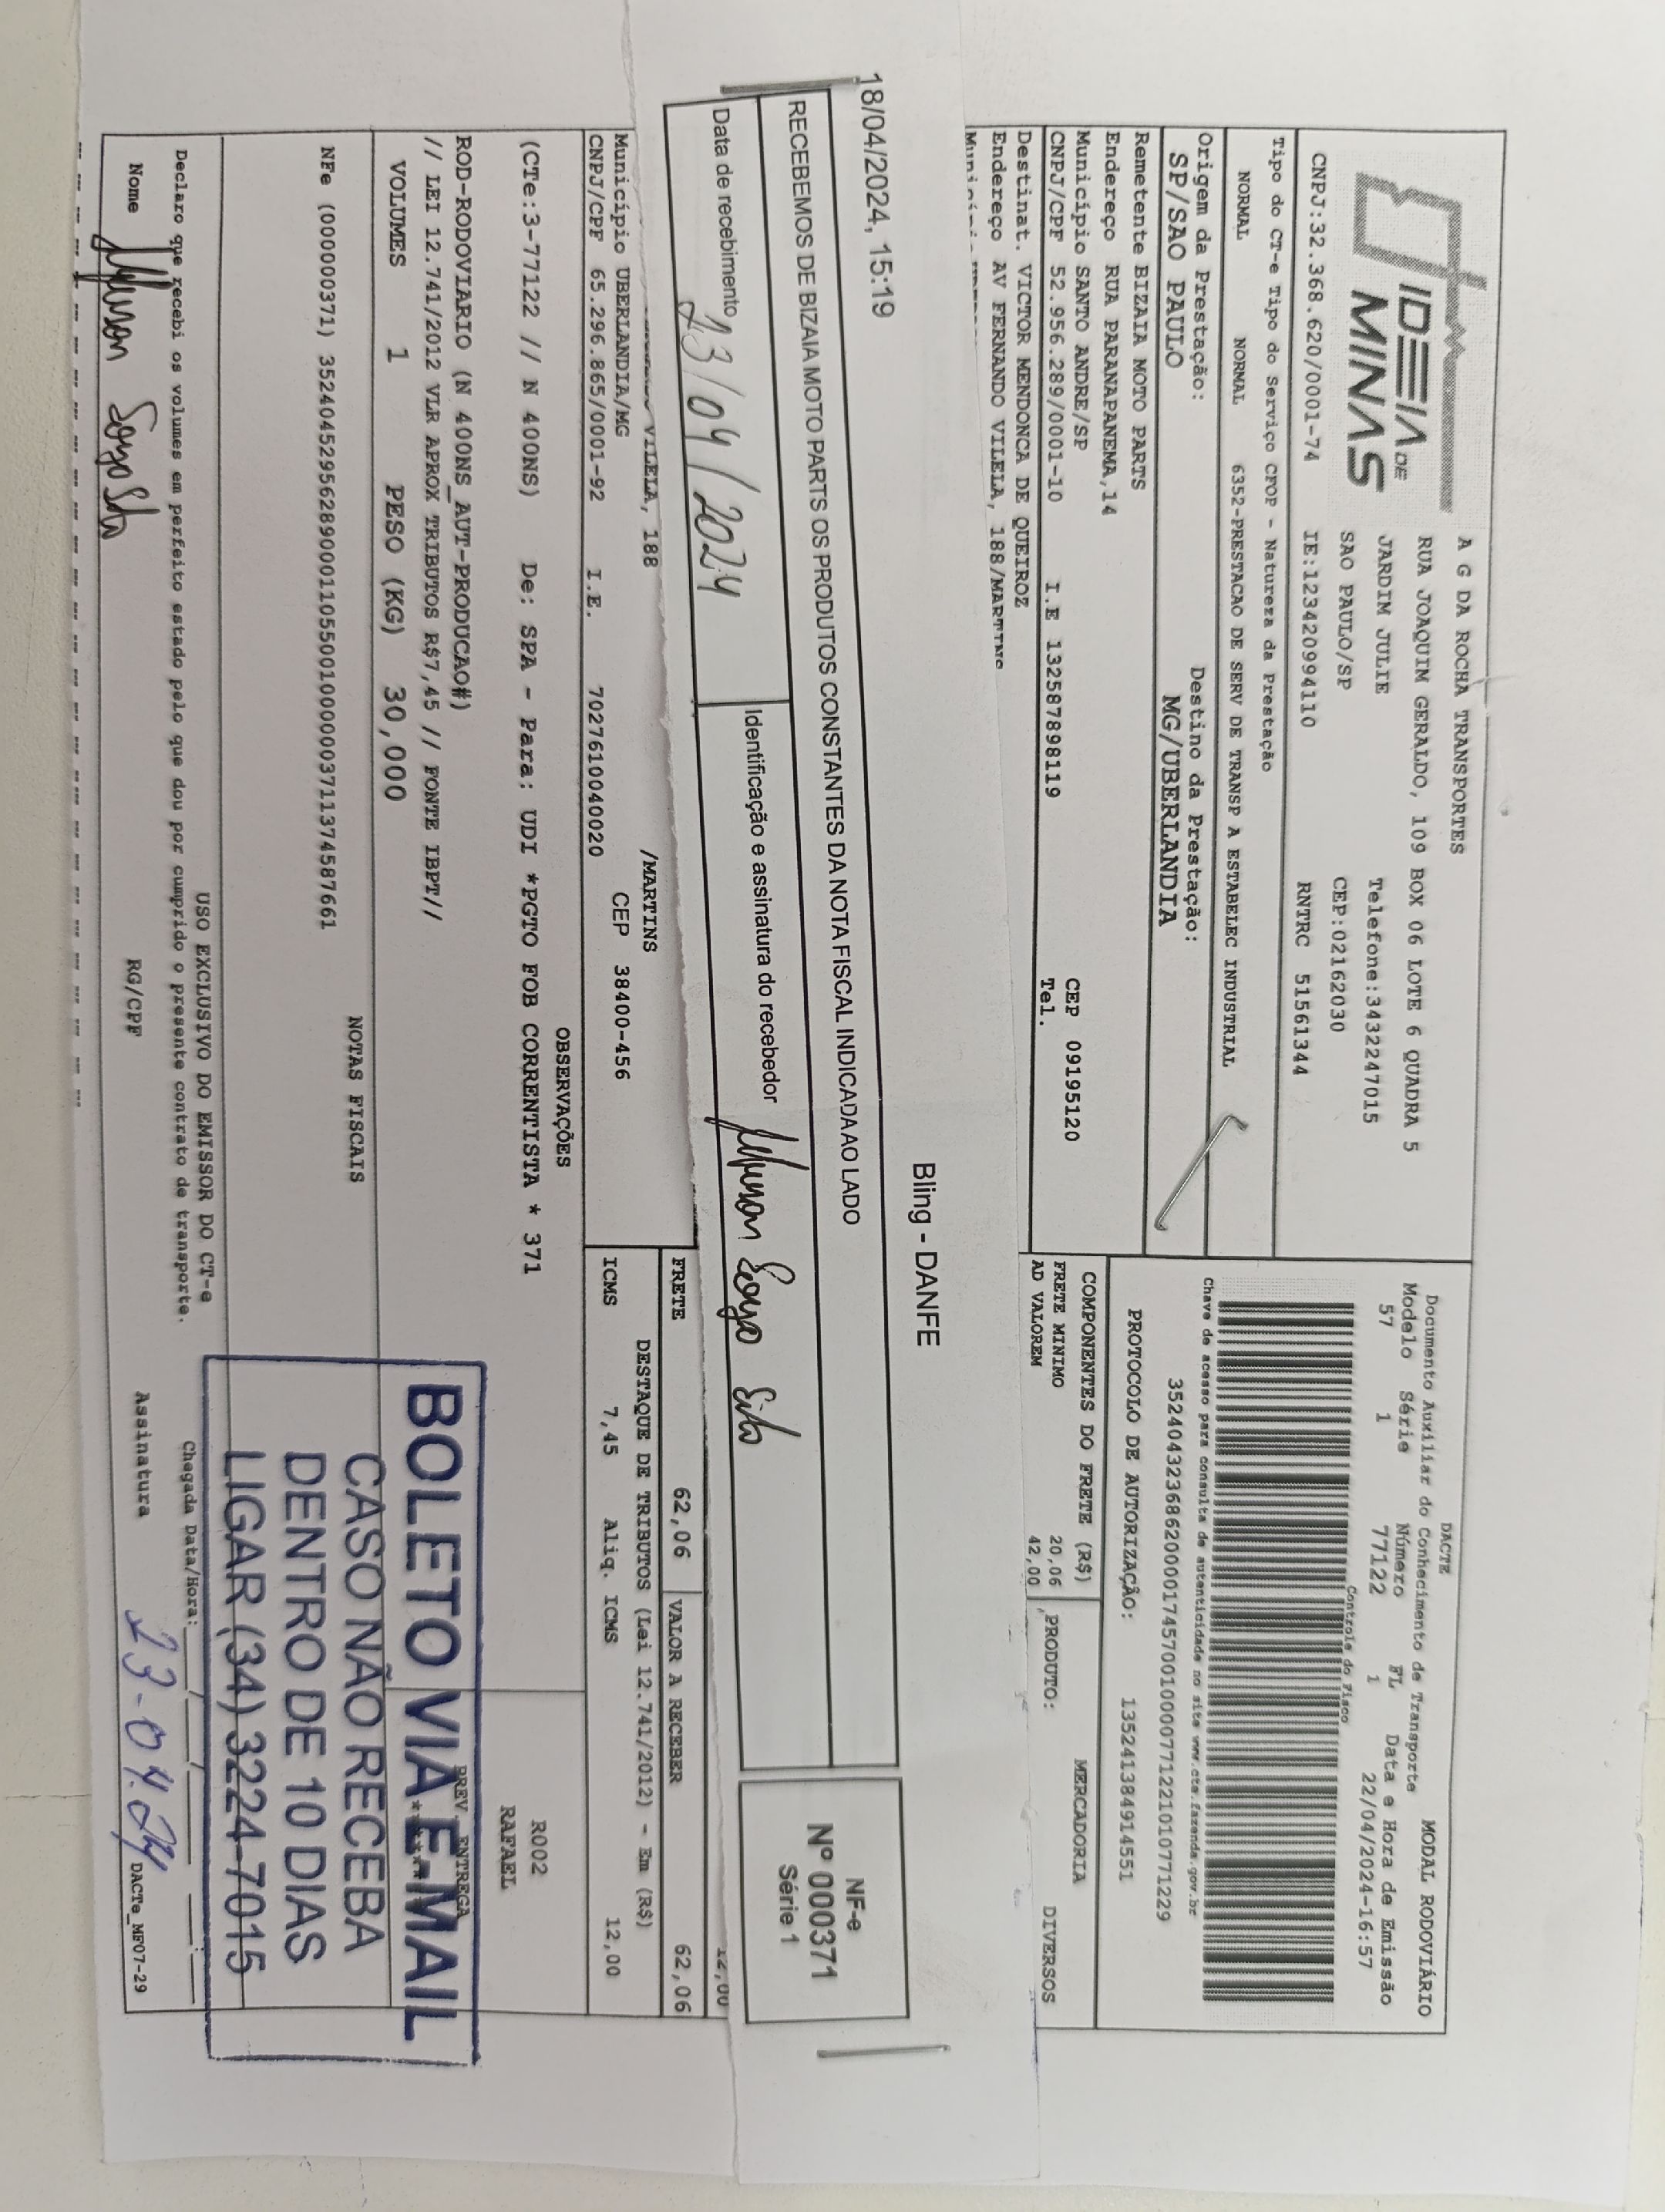 IDEIA DE
MINAS
A G DA ROCHA TRANSPORTES
RUA JOAQUIM GERALDO, 109 BOX 06 LOTE 6 QUADRA 5
JARDIM JULIE Telefone:3432247015
SAO PAULO/SP CEP:02162030
CNPJ:32.368.620/0001-74 IE:123420994110 RNTRC 51561344
DACTE MODAL RODOVIÁRIO
Documento Auxiliar do Conhecimento de Transporte
Modelo Série Número FL Data e Hora de Emissão
57 1 77122 1 22/04/2024-16:57
Controle do Fisco
Tipo do CT-e Tipo do Serviço CFOP - Natureza da Prestação
NORMAL NORMAL 6352-PRESTACAO DE SERV DE TRANSP A ESTABELEC INDUSTRIAL
Chave de acesso para consulta de autenticidade no site www.cte.fazenda.gov.br
35240432368620000174570010000771221010771229
Origem da Prestação: Destino da Prestação:
SP/SAO PAULO MG/UBERLANDIA
PROTOCOLO DE AUTORIZAÇÃO: 135241384914551
Remetente BIZAIA MOTO PARTS
Endereço RUA PARANAPANEMA,14
Município SANTO ANDRE/SP CEP 09195120
CNPJ/CPF 52.956.289/0001-10 I.E 132587898119 Tel.
COMPONENTES DO FRETE (R$)
FRETE MINIMO 20,06
AD VALOREM 42,00
PRODUTO: MERCADORIA DIVERSOS
Destinat. VICTOR MENDONCA DE QUEIROZ
Endereço AV FERNANDO VILELA, 188/MARTINS
18/04/2024, 15:19 Bling - DANFE
RECEBEMOS DE BIZAIA MOTO PARTS OS PRODUTOS CONSTANTES DA NOTA FISCAL INDICADA AO LADO
NF-e
Nº 000371
Série 1
Data de recebimento 23/04/2024 Identificação e assinatura do recebedor
12,00
VILELA, 188 /MARTINS
Município UBERLANDIA/MG CEP 38400-456
CNPJ/CPF 65.296.865/0001-92 I.E. 7027610040020
FRETE 62,06 VALOR A RECEBER 62,06
DESTAQUE DE TRIBUTOS (Lei 12.741/2012) - Em (R$)
ICMS 7,45 Aliq. ICMS 12,00
OBSERVAÇÕES
(CTe:3-77122 // N 400NS) De: SPA - Para: UDI *PGTO FOB CORRENTISTA * 371
R002
RAFAEL
ROD-RODOVIARIO (N 400NS_AUT-PRODUCAO#)
// LEI 12.741/2012 VLR APROX TRIBUTOS R$7,45 // FONTE IBPT//
PREV. ENTREGA
VOLUMES 1 PESO (KG) 30,000
NOTAS FISCAIS
NFe (000000371) 35240452956289000110550010000003711374587661
BOLETO VIA E-MAIL
CASO NÃO RECEBA
DENTRO DE 10 DIAS
LIGAR (34) 3224-7015
USO EXCLUSIVO DO EMISSOR DO CT-e
Declaro que recebi os volumes em perfeito estado pelo que dou por cumprido o presente contrato de transporte.
Chegada Data/Hora: ___/___/___ ___:___
Nome RG/CPF Assinatura 23-04.24
DACTe_MF07-29